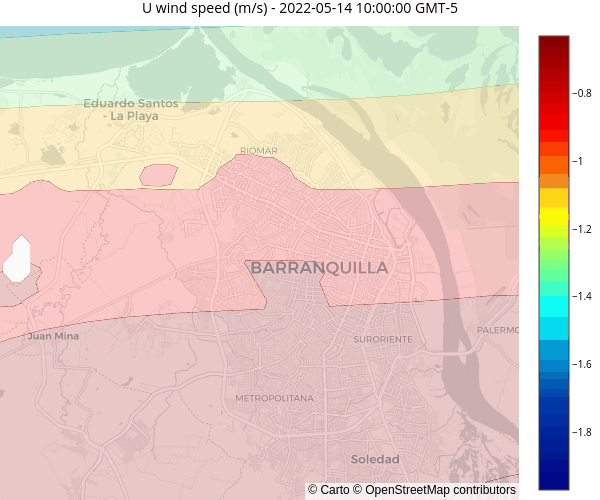 U wind speed (m/s) - 2022-05-14 10:00:00 GMT-5
Eduardo Santos
- La Playa
RIOMAR
BARRANQUILLA
Juan Mina
SURORIENTE
PALERMO
METROPOLITANA
Soledad
© Carto © OpenStreetMap contributors
−0.8
−1
−1.2
−1.4
−1.6
−1.8